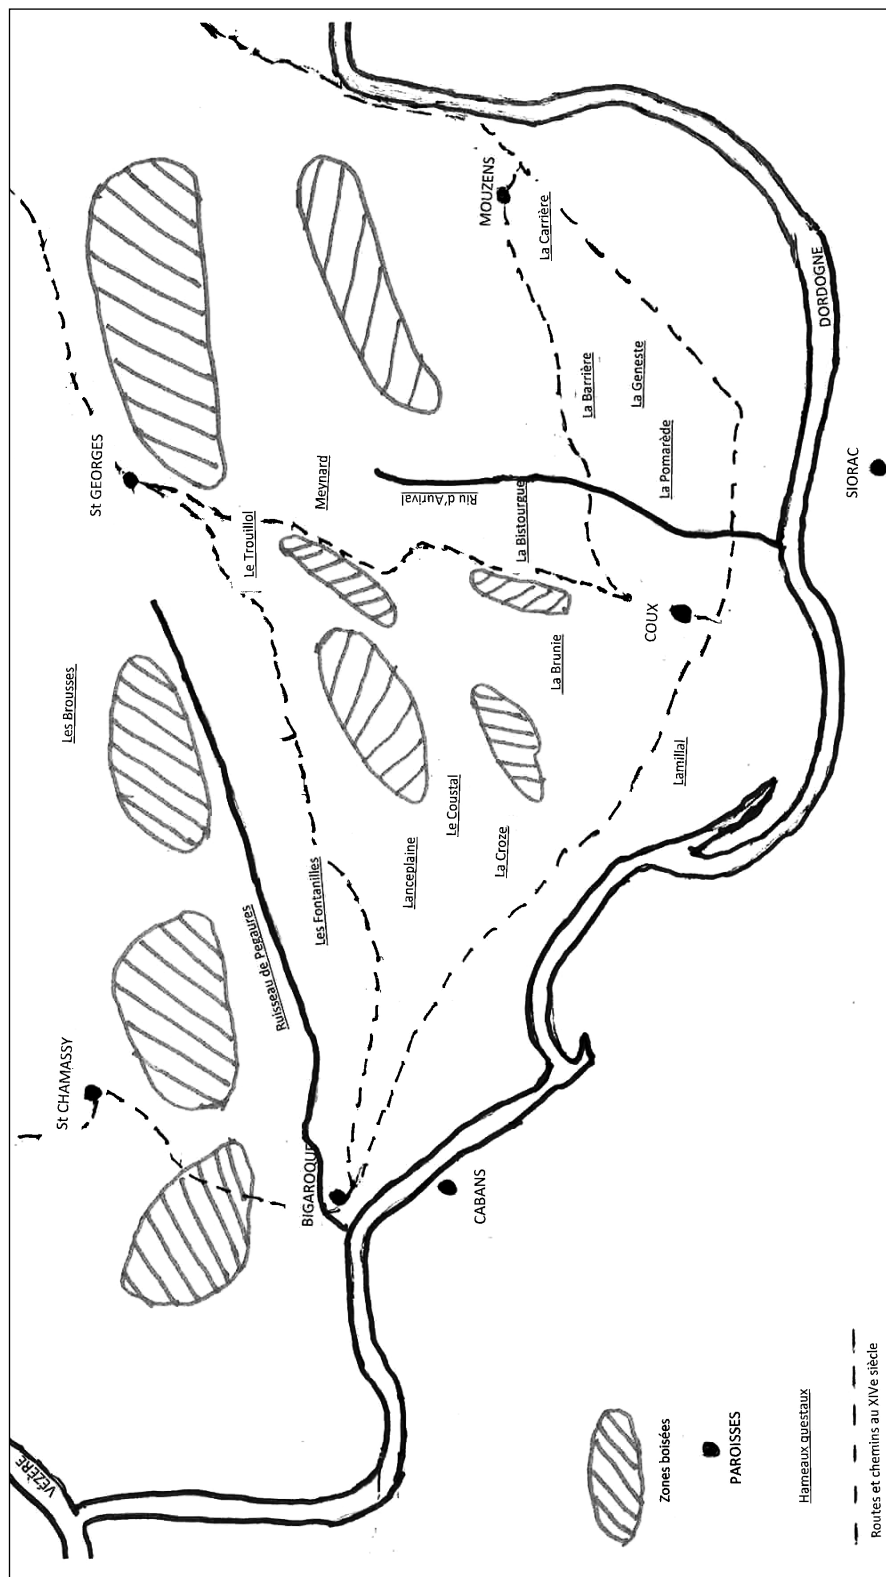 VÉZÈRE
St CHAMASSY
BIGAROQUE
CABANS
Ruisseau de Pegaures
Les Fontanilles
Lanceplaine
Le Coustal
La Croze
Lamillal
Les Brousses
La Brunie
COUX
Le Trouillol
St GEORGES
Meynard
Riu d'Aurival
La Bistourgue
La Pomarède
La Barrière
La Geneste
La Carrière
MOUZENS
DORDOGNE
SIORAC
Zones boisées
PAROISSES
Hameaux questaux
Routes et chemins au XIVe siècle